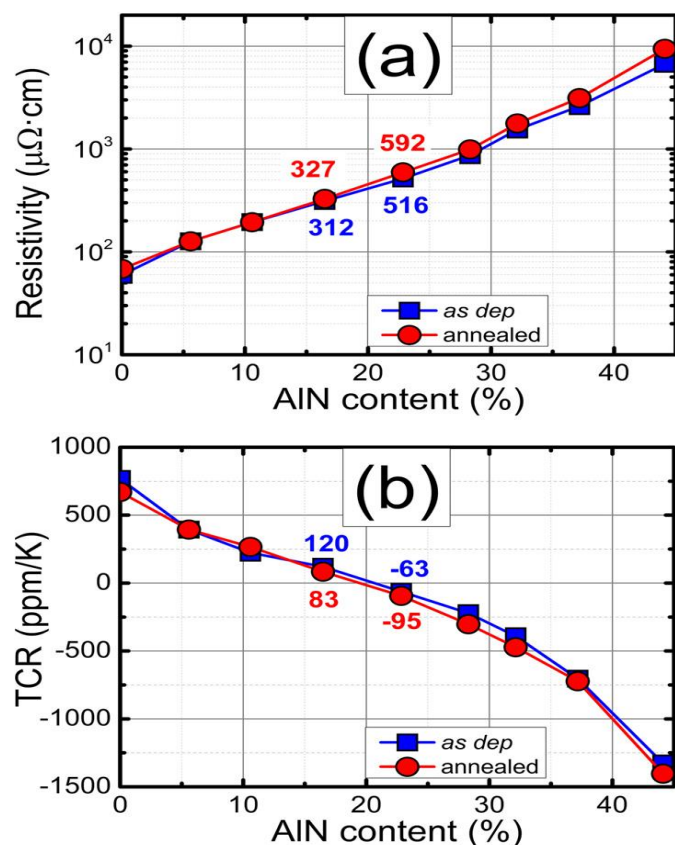 (a)
Resistivity (μΩ·cm)
10⁴
10³
10²
10¹
592
327
516
312
as dep
annealed
0 10 20 30 40
AlN content (%)
(b)
TCR (ppm/K)
1000
500
0
-500
-1000
-1500
120
-63
83
-95
as dep
annealed
0 10 20 30 40
AlN content (%)